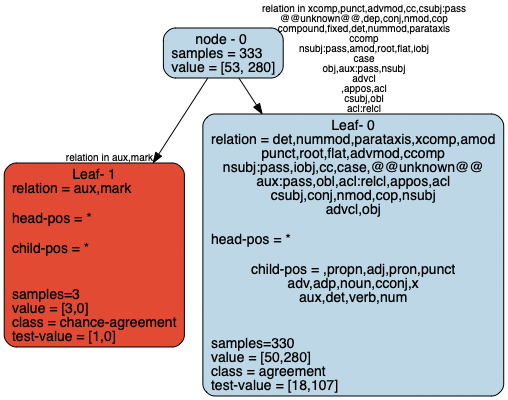 relation in xcomp,punct,advmod,cc,csubj:pass
@@unknown@@,dep,conj,nmod,cop
compound,fixed,det,nummod,parataxis
ccomp
nsubj:pass,amod,root,flat,iobj
case
obj,aux:pass,nsubj
advcl
,appos,acl
csubj,obl
acl:relcl
node - 0
samples = 333
value = [53, 280]
relation in aux,mark
Leaf- 1
relation = aux,mark
head-pos = *
child-pos = *
samples=3
value = [3,0]
class = chance-agreement
test-value = [1,0]
Leaf- 0
relation = det,nummod,parataxis,xcomp,amod
punct,root,flat,advmod,ccomp
nsubj:pass,iobj,cc,case,@@unknown@@
aux:pass,obl,acl:relcl,appos,acl
csubj,conj,nmod,cop,nsubj
advcl,obj
head-pos = *
child-pos = ,propn,adj,pron,punct
adv,adp,noun,cconj,x
aux,det,verb,num
samples=330
value = [50,280]
class = agreement
test-value = [18,107]